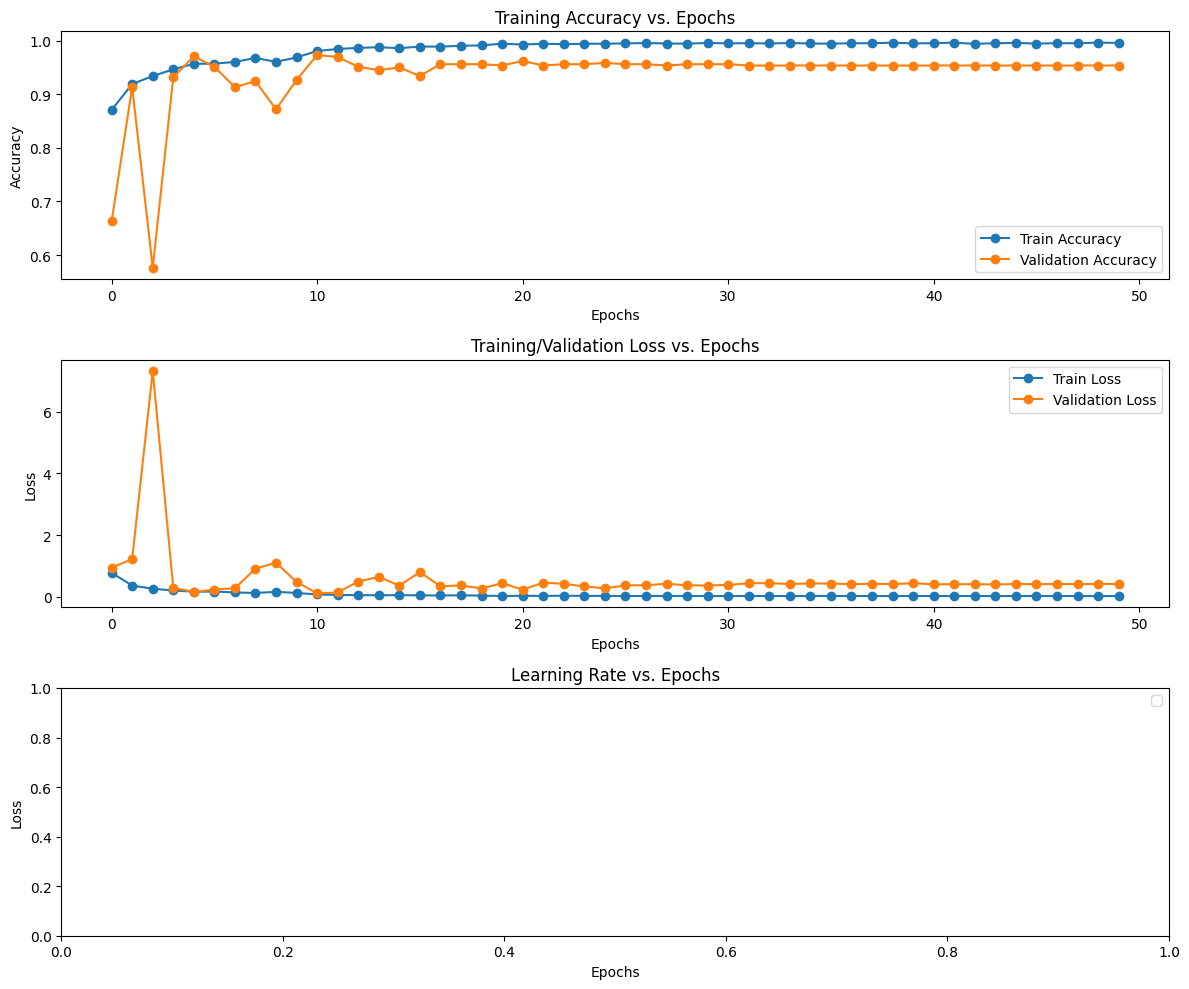 Training Accuracy vs. Epochs
1.0
0.9
0.8
0.7
0.6
Accuracy
Train Accuracy
Validation Accuracy
0 10 20 30 40 50
Epochs
Training/Validation Loss vs. Epochs
6
4
2
0
Loss
Train Loss
Validation Loss
0 10 20 30 40 50
Epochs
Learning Rate vs. Epochs
1.0
0.8
0.6
0.4
0.2
0.0
Loss
0.0 0.2 0.4 0.6 0.8 1.0
Epochs